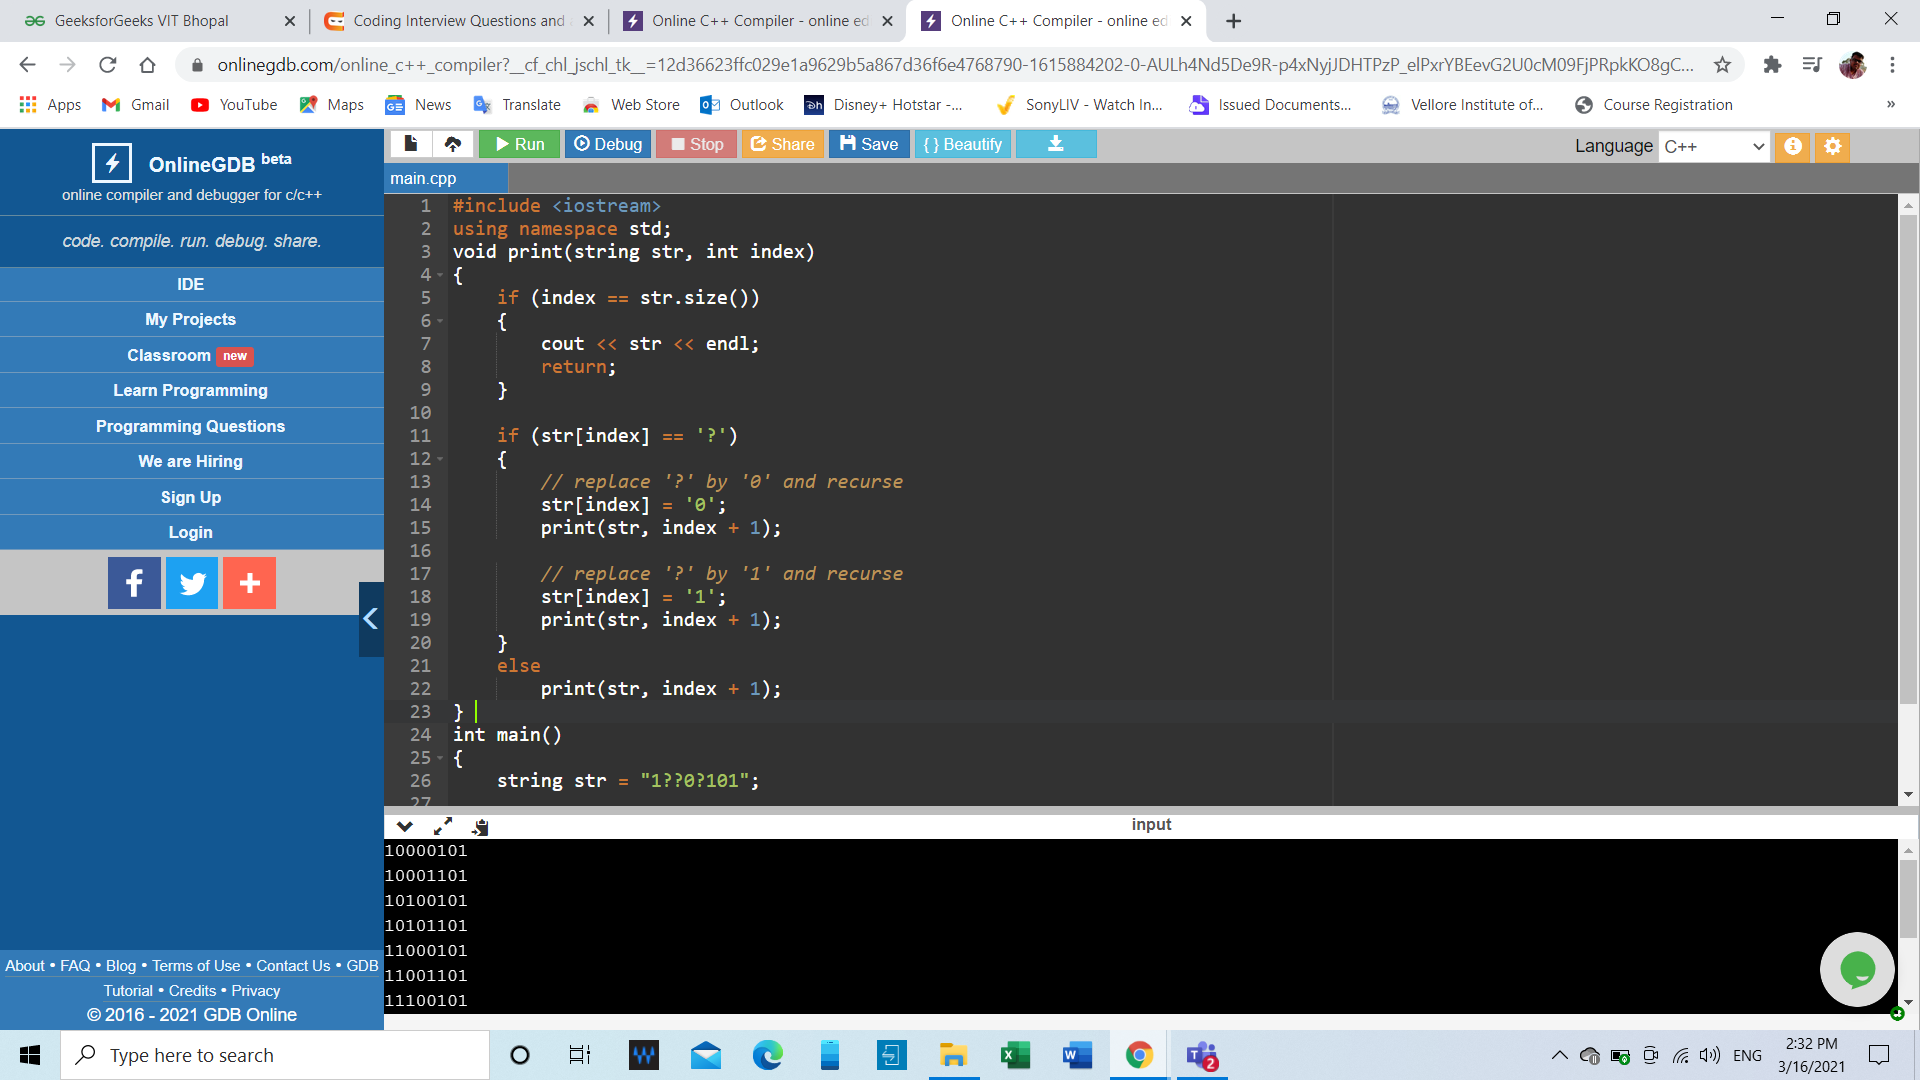 GeeksforGeeks VIT Bhopal
Coding Interview Questions and
Online C++ Compiler - online ed
Online C++ Compiler - online ed
onlinegdb.com/online_c++_compiler?__cf_chl_jschl_tk__=12d36623ffc029e1a9629b5a867d36f6e4768790-1615884202-0-AULh4Nd5De9R-p4xNyjJDHTPzP_elPxrYBEevG2U0cM09FjPRpkKO8gC...
Apps Gmail YouTube Maps News Translate Web Store Outlook Disney+ Hotstar -... SonyLIV - Watch In... Issued Documents... Vellore Institute of... Course Registration »
OnlineGDB beta
online compiler and debugger for c/c++
code. compile. run. debug. share.
IDE
My Projects
Classroom new
Learn Programming
Programming Questions
We are Hiring
Sign Up
Login
About • FAQ • Blog • Terms of Use • Contact Us • GDB
Tutorial • Credits • Privacy
© 2016 - 2021 GDB Online
Run Debug Stop Share Save { } Beautify
Language C++
main.cpp
1 #include <iostream>
2 using namespace std;
3 void print(string str, int index)
4 {
5 if (index == str.size())
6 {
7 cout << str << endl;
8 return;
9 }
10
11 if (str[index] == '?')
12 {
13 // replace '?' by '0' and recurse
14 str[index] = '0';
15 print(str, index + 1);
16
17 // replace '?' by '1' and recurse
18 str[index] = '1';
19 print(str, index + 1);
20 }
21 else
22 print(str, index + 1);
23 }
24 int main()
25 {
26 string str = "1??0?101";
27
input
10000101
10001101
10100101
10101101
11000101
11001101
11100101
Type here to search
2
ENG
2:32 PM
3/16/2021